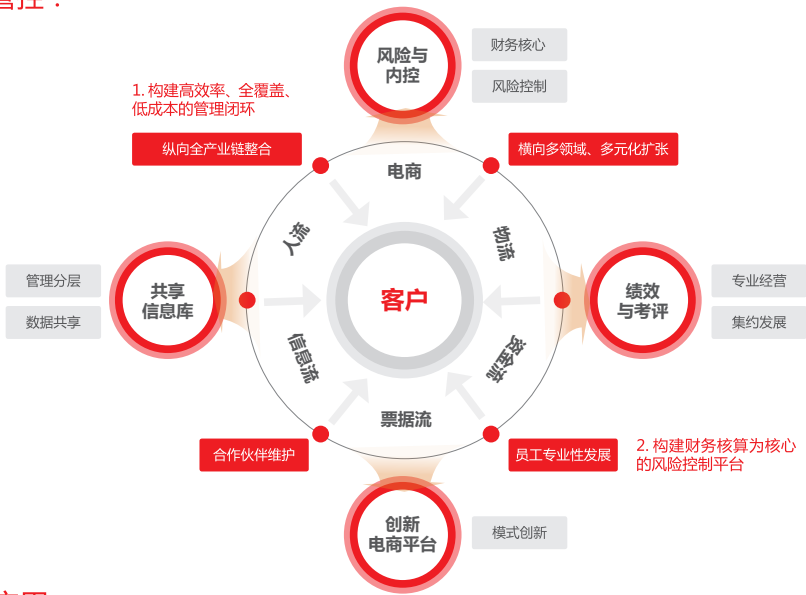 管控：
风险与
内控
财务核心
风险控制
1. 构建高效率、全覆盖、
低成本的管理闭环
纵向全产业链整合
横向多领域、多元化扩张
电商
人流
物流
管理分层
数据共享
共享
信息库
客户
绩效
与考评
专业经营
集约发展
信息流
资金流
票据流
合作伙伴维护
员工专业性发展
2. 构建财务核算为核心
的风险控制平台
创新
电商平台
模式创新